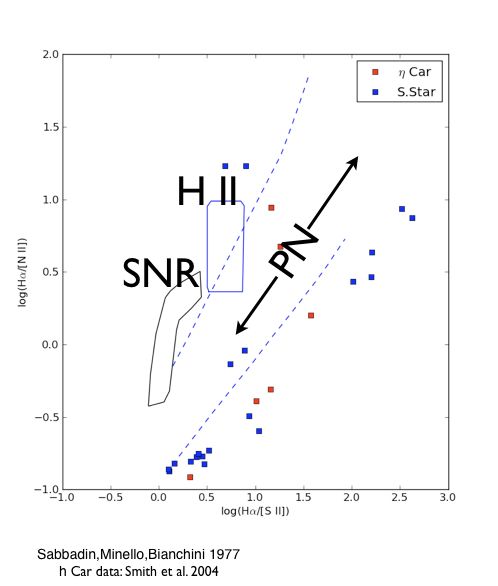 2.0
η Car
S.Star
1.5
H II
1.0
PN
SNR
0.5
log(Hα/[N II])
0.0
−0.5
−1.0
−1.0 −0.5 0.0 0.5 1.0 1.5 2.0 2.5 3.0
log(Hα/[S II])
Sabbadin,Minello,Bianchini 1977
h Car data: Smith et al. 2004